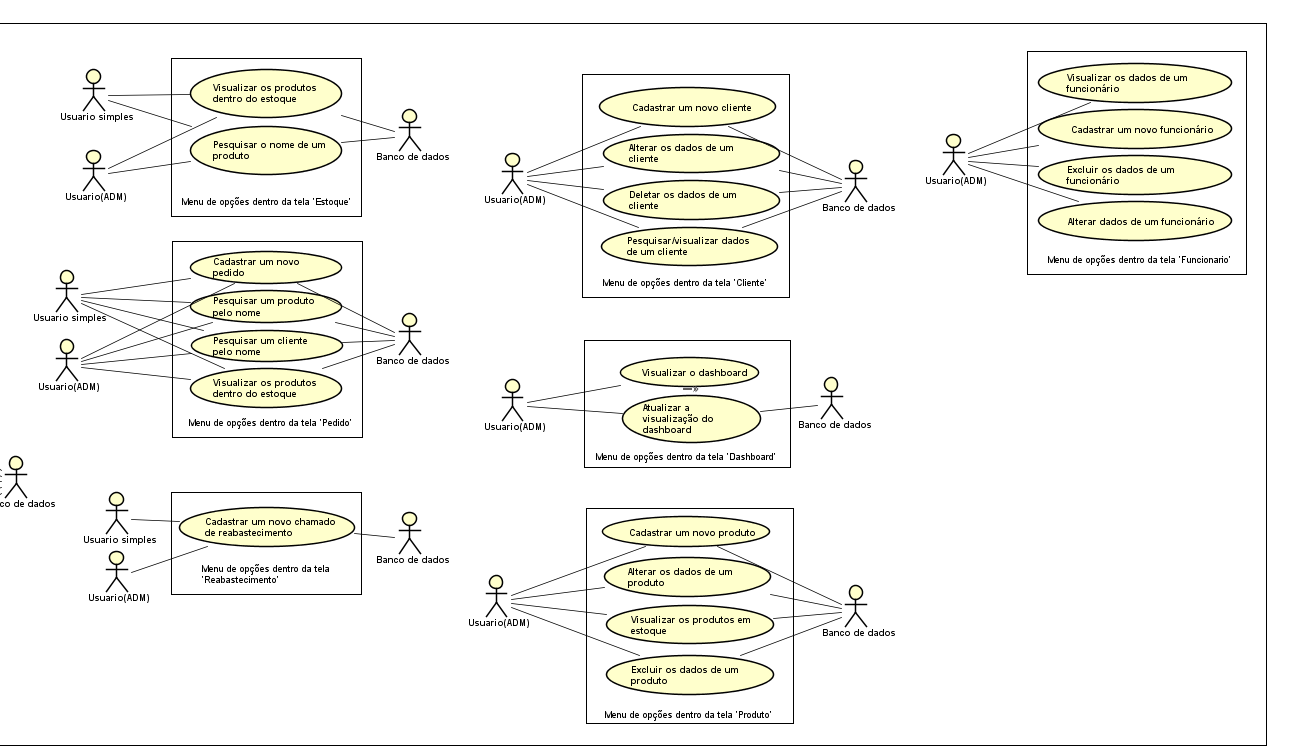 Usuario simples
Usuario(ADM)
Visualizar os produtos
dentro do estoque
Pesquisar o nome de um
produto
Menu de opções dentro da tela 'Estoque'
Banco de dados
Usuario simples
Usuario(ADM)
Cadastrar um novo
pedido
Pesquisar um produto
pelo nome
Pesquisar um cliente
pelo nome
Visualizar os produtos
dentro do estoque
Menu de opções dentro da tela 'Pedido'
Banco de dados
co de dados
Usuario simples
Usuario(ADM)
Cadastrar um novo chamado
de reabastecimento
Menu de opções dentro da tela
'Reabastecimento'
Banco de dados
Usuario(ADM)
Cadastrar um novo cliente
Alterar os dados de um
cliente
Deletar os dados de um
cliente
Pesquisar/visualizar dados
de um cliente
Menu de opções dentro da tela 'Cliente'
Banco de dados
Usuario(ADM)
Visualizar o dashboard
Atualizar a
visualização do
dashboard
Menu de opções dentro da tela 'Dashboard'
Banco de dados
Usuario(ADM)
Cadastrar um novo produto
Alterar os dados de um
produto
Visualizar os produtos em
estoque
Excluir os dados de um
produto
Menu de opções dentro da tela 'Produto'
Banco de dados
Usuario(ADM)
Visualizar os dados de um
funcionário
Cadastrar um novo funcionário
Excluir os dados de um
funcionário
Alterar dados de um funcionário
Menu de opções dentro da tela 'Funcionario'